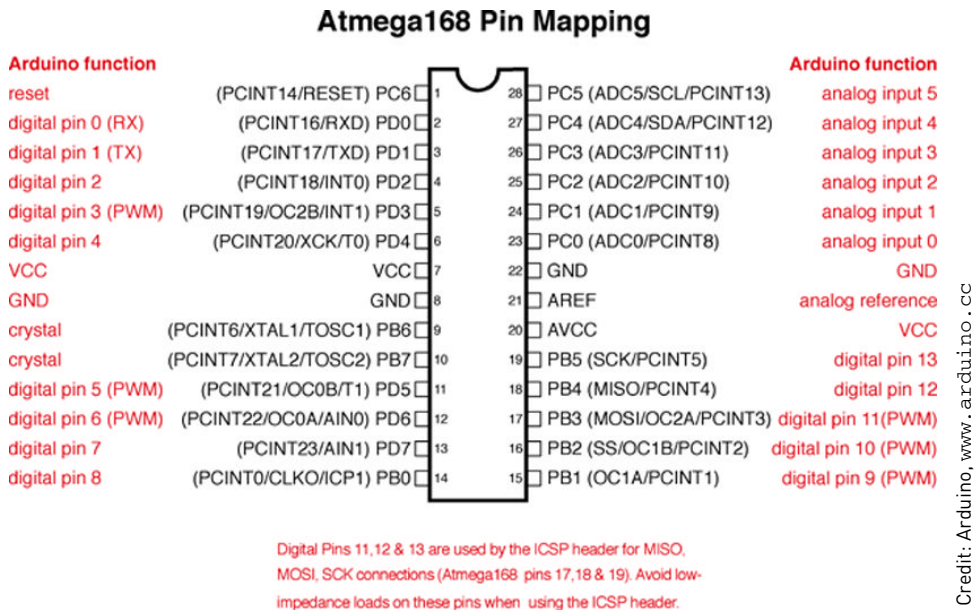 Atmega168 Pin Mapping
Arduino function Arduino function
reset (PCINT14/RESET) PC6 1 28 PC5 (ADC5/SCL/PCINT13) analog input 5
digital pin 0 (RX) (PCINT16/RXD) PD0 2 27 PC4 (ADC4/SDA/PCINT12) analog input 4
digital pin 1 (TX) (PCINT17/TXD) PD1 3 26 PC3 (ADC3/PCINT11) analog input 3
digital pin 2 (PCINT18/INT0) PD2 4 25 PC2 (ADC2/PCINT10) analog input 2
digital pin 3 (PWM) (PCINT19/OC2B/INT1) PD3 5 24 PC1 (ADC1/PCINT9) analog input 1
digital pin 4 (PCINT20/XCK/T0) PD4 6 23 PC0 (ADC0/PCINT8) analog input 0
VCC VCC 7 22 GND GND
GND GND 8 21 AREF analog reference
crystal (PCINT6/XTAL1/TOSC1) PB6 9 20 AVCC VCC
crystal (PCINT7/XTAL2/TOSC2) PB7 10 19 PB5 (SCK/PCINT5) digital pin 13
digital pin 5 (PWM) (PCINT21/OC0B/T1) PD5 11 18 PB4 (MISO/PCINT4) digital pin 12
digital pin 6 (PWM) (PCINT22/OC0A/AIN0) PD6 12 17 PB3 (MOSI/OC2A/PCINT3) digital pin 11(PWM)
digital pin 7 (PCINT23/AIN1) PD7 13 16 PB2 (SS/OC1B/PCINT2) digital pin 10 (PWM)
digital pin 8 (PCINT0/CLKO/ICP1) PB0 14 15 PB1 (OC1A/PCINT1) digital pin 9 (PWM)
Digital Pins 11,12 & 13 are used by the ICSP header for MISO,
MOSI, SCK connections (Atmega168 pins 17,18 & 19). Avoid low-
impedance loads on these pins when using the ICSP header.
Credit: Arduino, www.arduino.cc